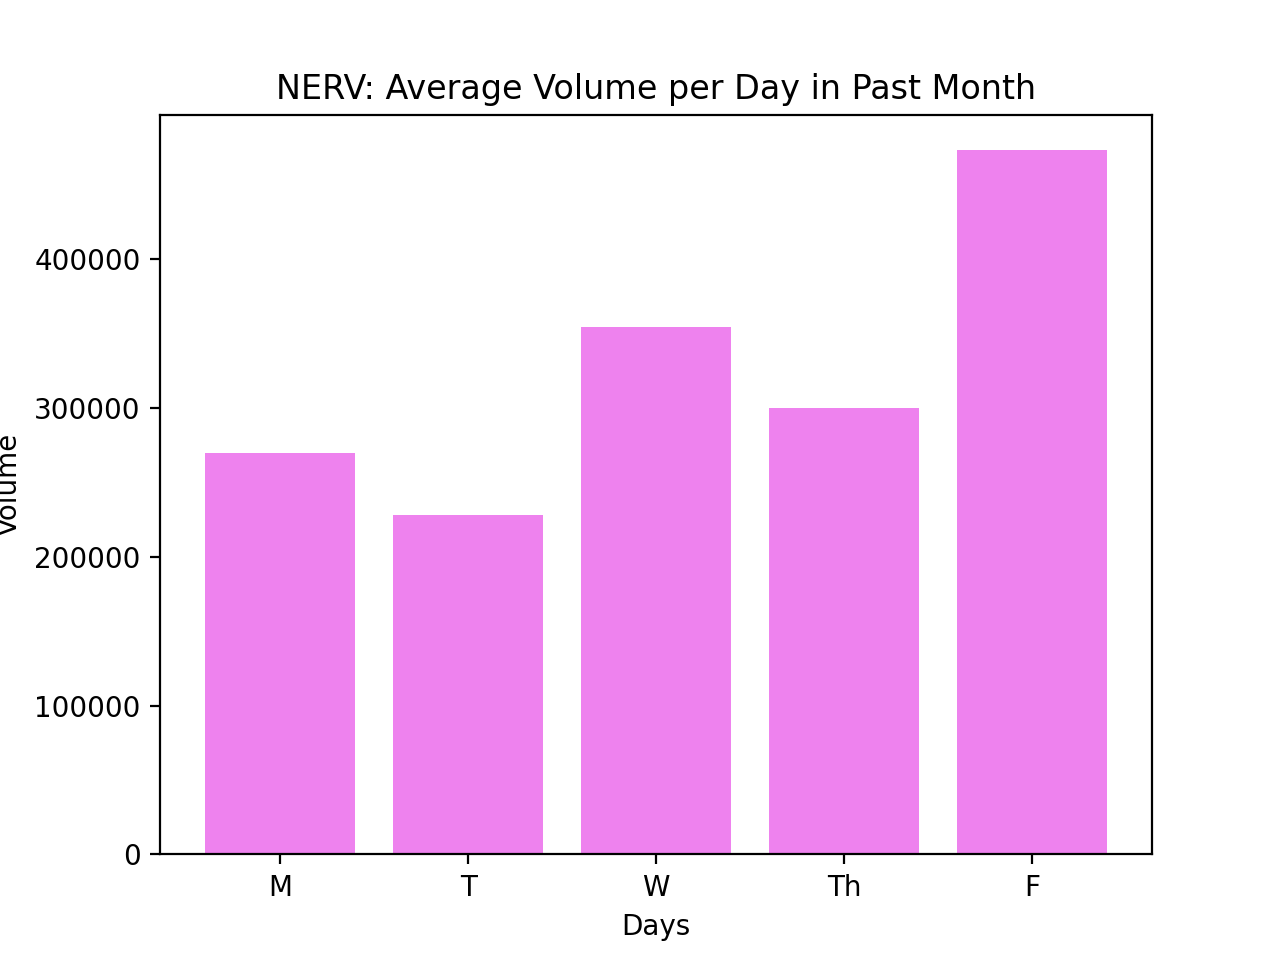 NERV: Average Volume per Day in Past Month
400000
300000
200000
100000
0
Volume
M T W Th F
Days